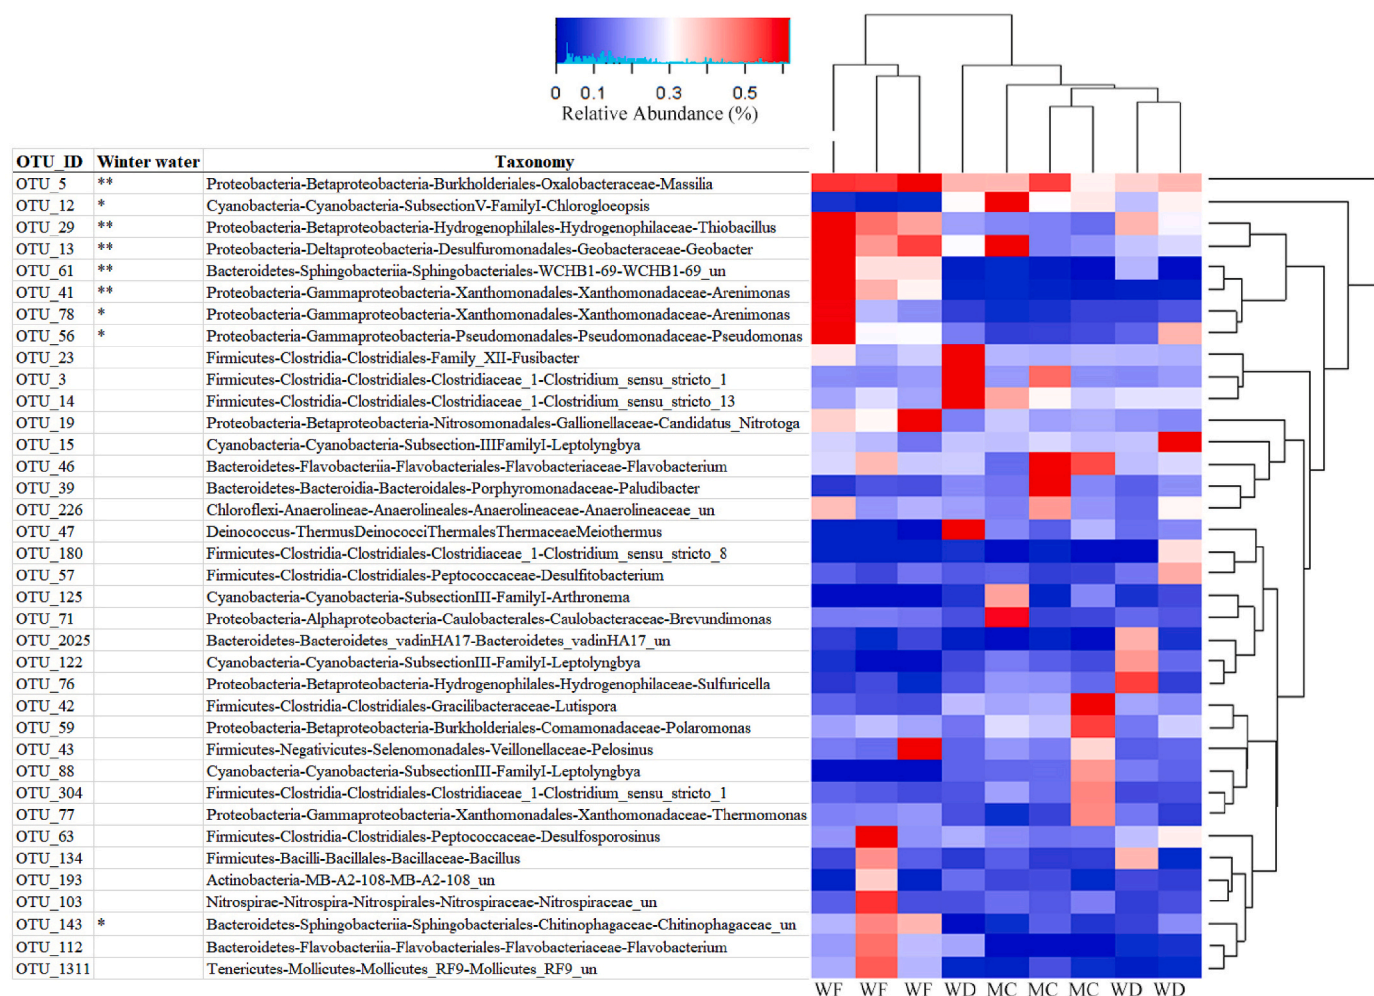 0 0.1 0.3 0.5
Relative Abundance (%)
OTU_ID Winter water Taxonomy
OTU_5 ** Proteobacteria-Betaproteobacteria-Burkholderiales-Oxalobacteraceae-Massilia
OTU_12 * Cyanobacteria-Cyanobacteria-SubsectionV-FamilyI-Chlorogloeopsis
OTU_29 ** Proteobacteria-Betaproteobacteria-Hydrogenophilales-Hydrogenophilaceae-Thiobacillus
OTU_13 ** Proteobacteria-Deltaproteobacteria-Desulfuromonadales-Geobacteraceae-Geobacter
OTU_61 ** Bacteroidetes-Sphingobacteriia-Sphingobacteriales-WCHB1-69-WCHB1-69_un
OTU_41 ** Proteobacteria-Gammaproteobacteria-Xanthomonadales-Xanthomonadaceae-Arenimonas
OTU_78 * Proteobacteria-Gammaproteobacteria-Xanthomonadales-Xanthomonadaceae-Arenimonas
OTU_56 * Proteobacteria-Gammaproteobacteria-Pseudomonadales-Pseudomonadaceae-Pseudomonas
OTU_23 Firmicutes-Clostridia-Clostridiales-Family_XII-Fusibacter
OTU_3 Firmicutes-Clostridia-Clostridiales-Clostridiaceae_1-Clostridium_sensu_stricto_1
OTU_14 Firmicutes-Clostridia-Clostridiales-Clostridiaceae_1-Clostridium_sensu_stricto_13
OTU_19 Proteobacteria-Betaproteobacteria-Nitrosomonadales-Gallionellaceae-Candidatus_Nitrotoga
OTU_15 Cyanobacteria-Cyanobacteria-Subsection-IIIFamilyI-Leptolyngbya
OTU_46 Bacteroidetes-Flavobacteriia-Flavobacteriales-Flavobacteriaceae-Flavobacterium
OTU_39 Bacteroidetes-Bacteroidia-Bacteroidales-Porphyromonadaceae-Paludibacter
OTU_226 Chloroflexi-Anaerolineae-Anaerolineales-Anaerolineaceae-Anaerolineaceae_un
OTU_47 Deinococcus-ThermusDeinococciThermalesThermaceaeMeiothermus
OTU_180 Firmicutes-Clostridia-Clostridiales-Clostridiaceae_1-Clostridium_sensu_stricto_8
OTU_57 Firmicutes-Clostridia-Clostridiales-Peptococcaceae-Desulfitobacterium
OTU_125 Cyanobacteria-Cyanobacteria-SubsectionIII-FamilyI-Arthronema
OTU_71 Proteobacteria-Alphaproteobacteria-Caulobacterales-Caulobacteraceae-Brevundimonas
OTU_2025 Bacteroidetes-Bacteroidetes_vadinHA17-Bacteroidetes_vadinHA17_un
OTU_122 Cyanobacteria-Cyanobacteria-SubsectionIII-FamilyI-Leptolyngbya
OTU_76 Proteobacteria-Betaproteobacteria-Hydrogenophilales-Hydrogenophilaceae-Sulfuricella
OTU_42 Firmicutes-Clostridia-Clostridiales-Gracilibacteraceae-Lutispora
OTU_59 Proteobacteria-Betaproteobacteria-Burkholderiales-Comamonadaceae-Polaromonas
OTU_43 Firmicutes-Negativicutes-Selenomonadales-Veillonellaceae-Pelosinus
OTU_88 Cyanobacteria-Cyanobacteria-SubsectionIII-FamilyI-Leptolyngbya
OTU_304 Firmicutes-Clostridia-Clostridiales-Clostridiaceae_1-Clostridium_sensu_stricto_1
OTU_77 Proteobacteria-Gammaproteobacteria-Xanthomonadales-Xanthomonadaceae-Thermomonas
OTU_63 Firmicutes-Clostridia-Clostridiales-Peptococcaceae-Desulfosporosinus
OTU_134 Firmicutes-Bacilli-Bacillales-Bacillaceae-Bacillus
OTU_193 Actinobacteria-MB-A2-108-MB-A2-108_un
OTU_103 Nitrospirae-Nitrospira-Nitrospirales-Nitrospiraceae-Nitrospiraceae_un
OTU_143 * Bacteroidetes-Sphingobacteriia-Sphingobacteriales-Chitinophagaceae-Chitinophagaceae_un
OTU_112 Bacteroidetes-Flavobacteriia-Flavobacteriales-Flavobacteriaceae-Flavobacterium
OTU_1311 Tenericutes-Mollicutes-Mollicutes_RF9-Mollicutes_RF9_un
WF WF WF WD MC MC MC WD WD